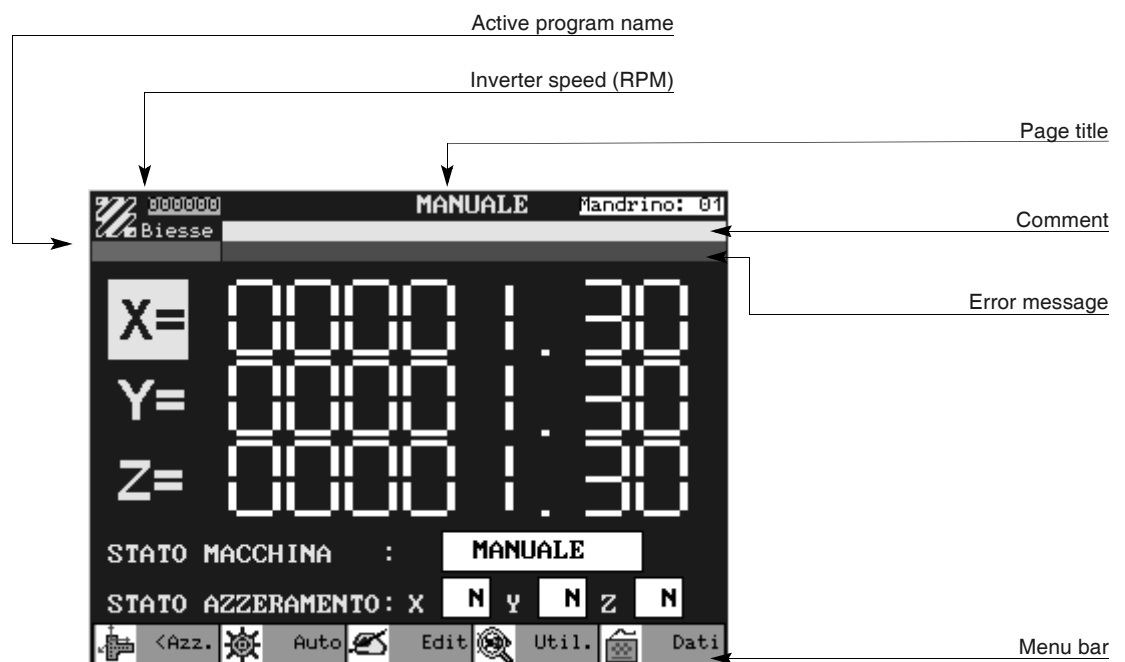 Active program name
Inverter speed (RPM)
Page title
000000
MANUALE
Mandrino: 01
Biesse
Comment
Error message
X= 00001.30
Y= 00001.30
Z= 00001.30
STATO MACCHINA : MANUALE
STATO AZZERAMENTO: X N Y N Z N
<Azz. Auto Edit Util. Dati
Menu bar